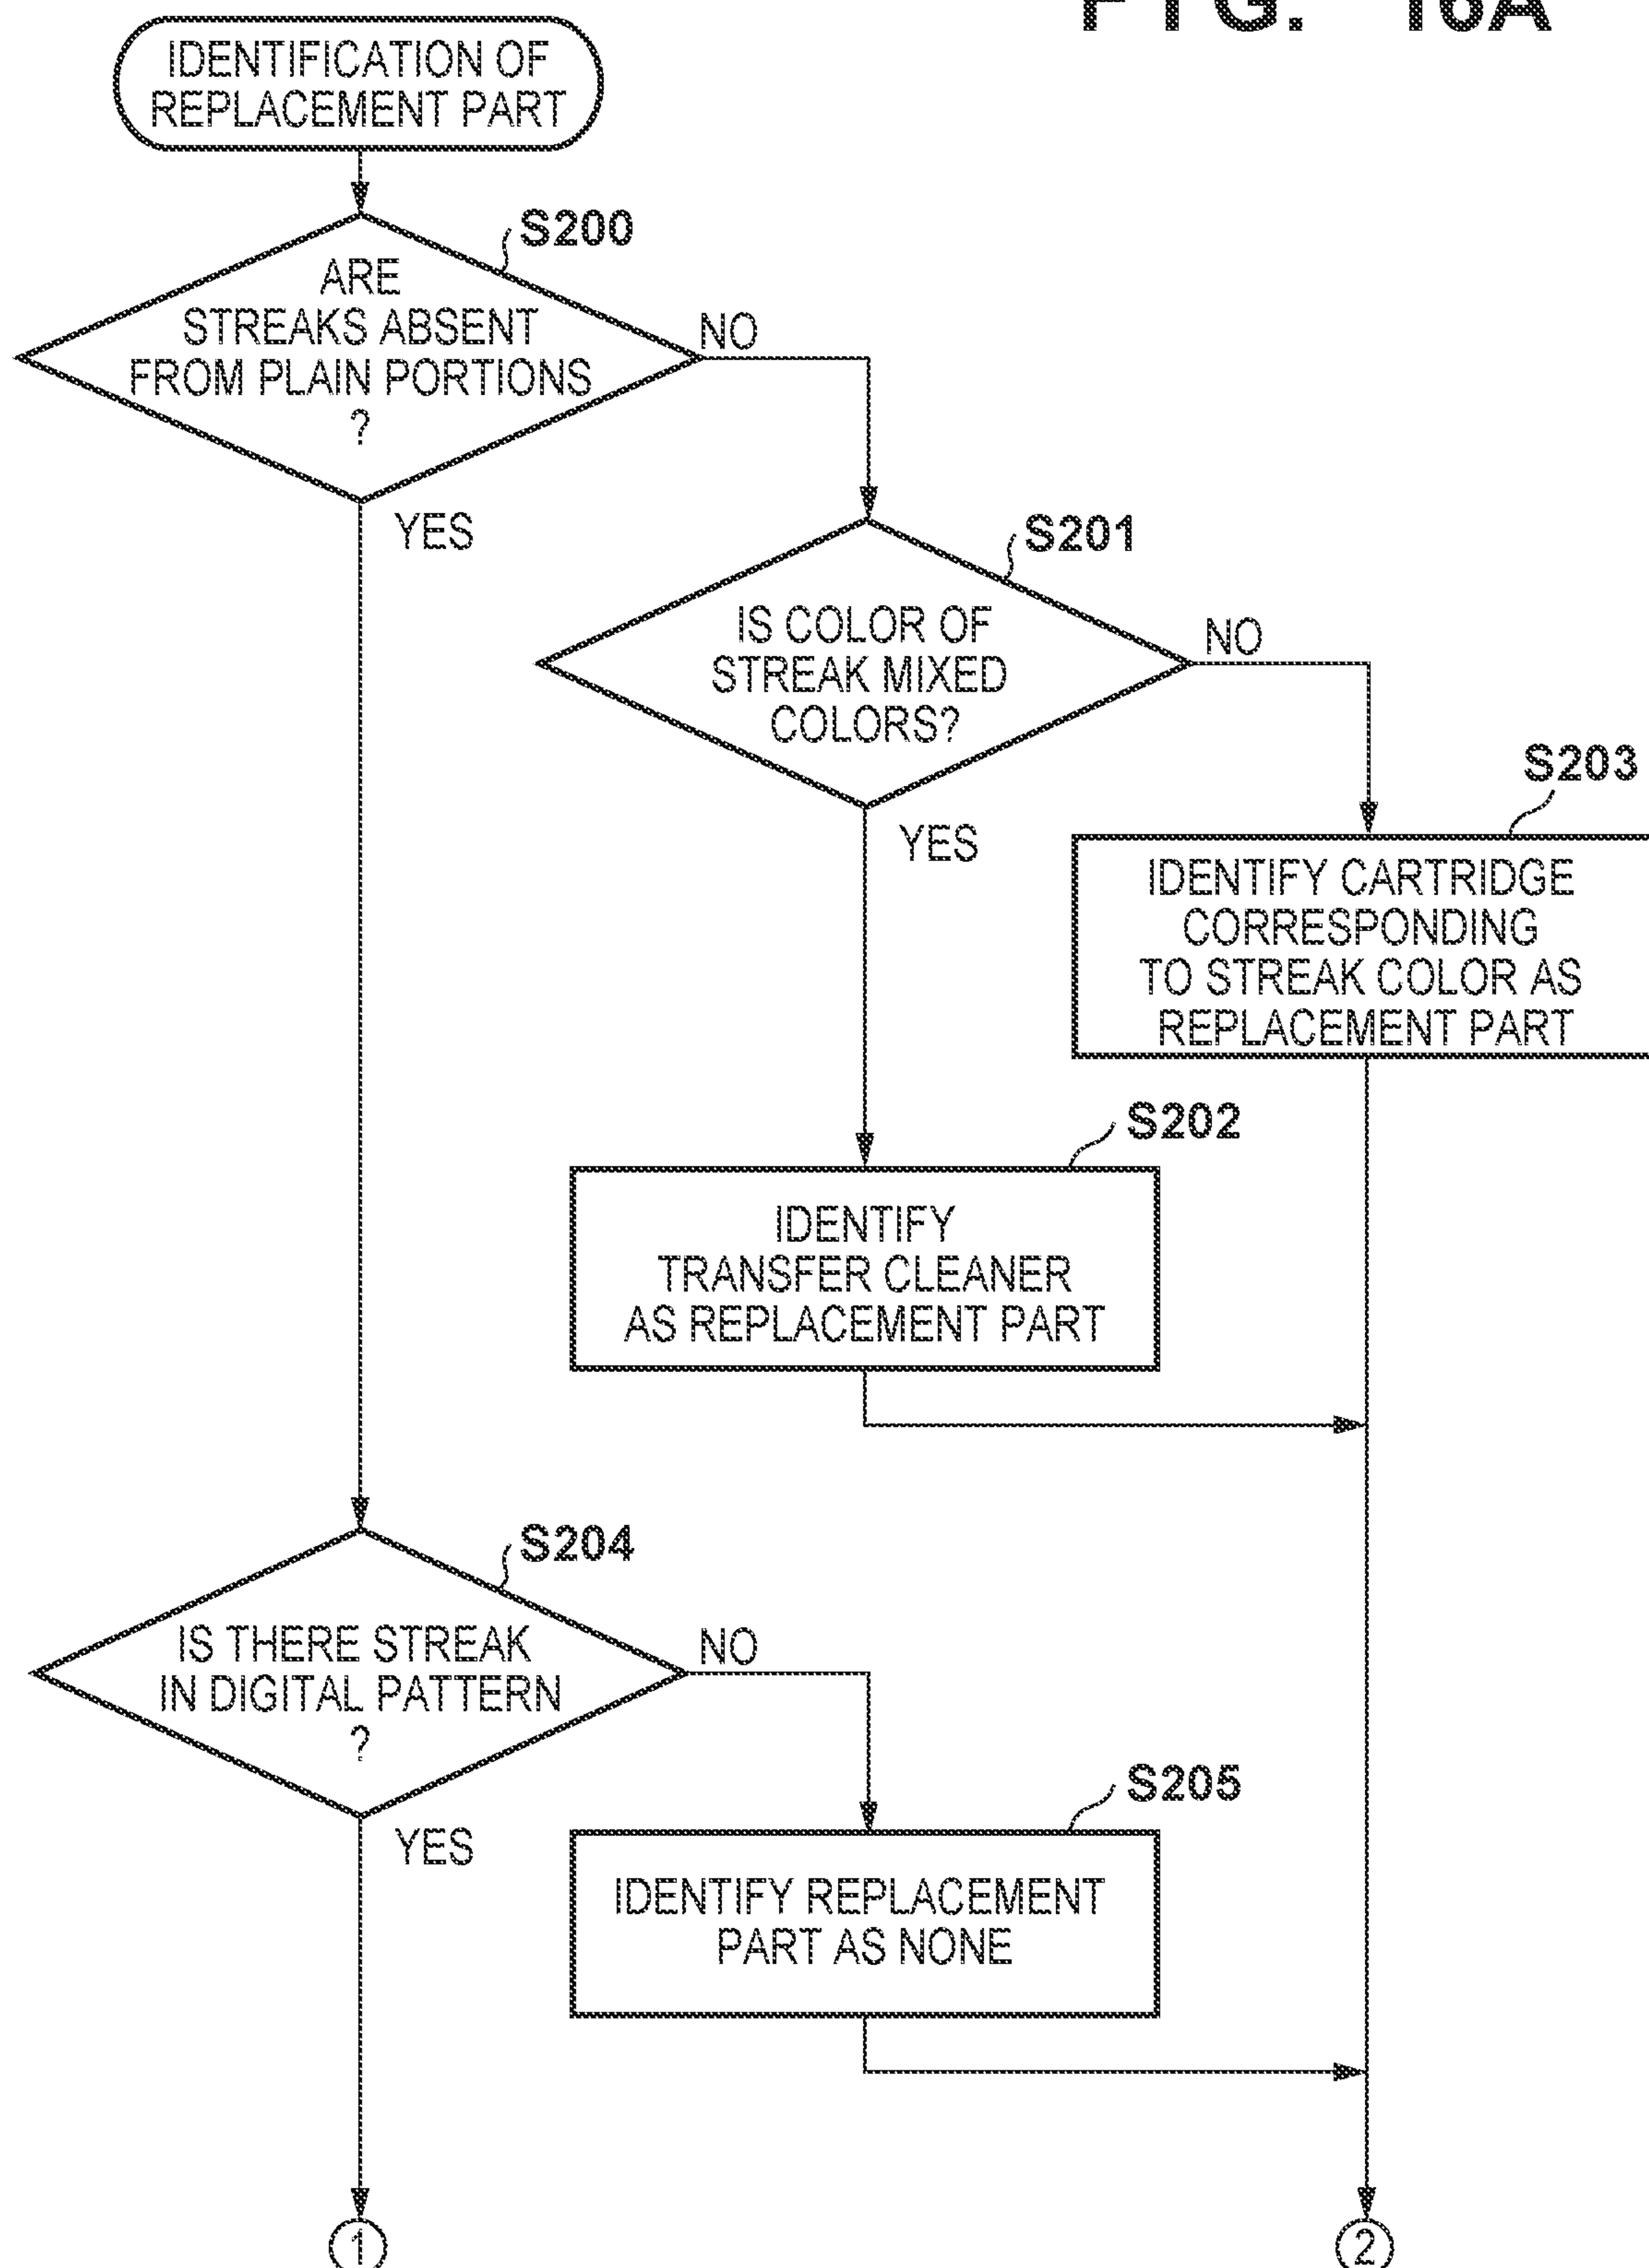 FIG. 16A
IDENTIFICATION OF
REPLACEMENT PART
S200
ARE
STREAKS ABSENT
FROM PLAIN PORTIONS
?
NO
YES
S201
IS COLOR OF
STREAK MIXED
COLORS?
NO
YES
S203
IDENTIFY CARTRIDGE
CORRESPONDING
TO STREAK COLOR AS
REPLACEMENT PART
S202
IDENTIFY
TRANSFER CLEANER
AS REPLACEMENT PART
S204
IS THERE STREAK
IN DIGITAL PATTERN
?
NO
YES
S205
IDENTIFY REPLACEMENT
PART AS NONE
1
2